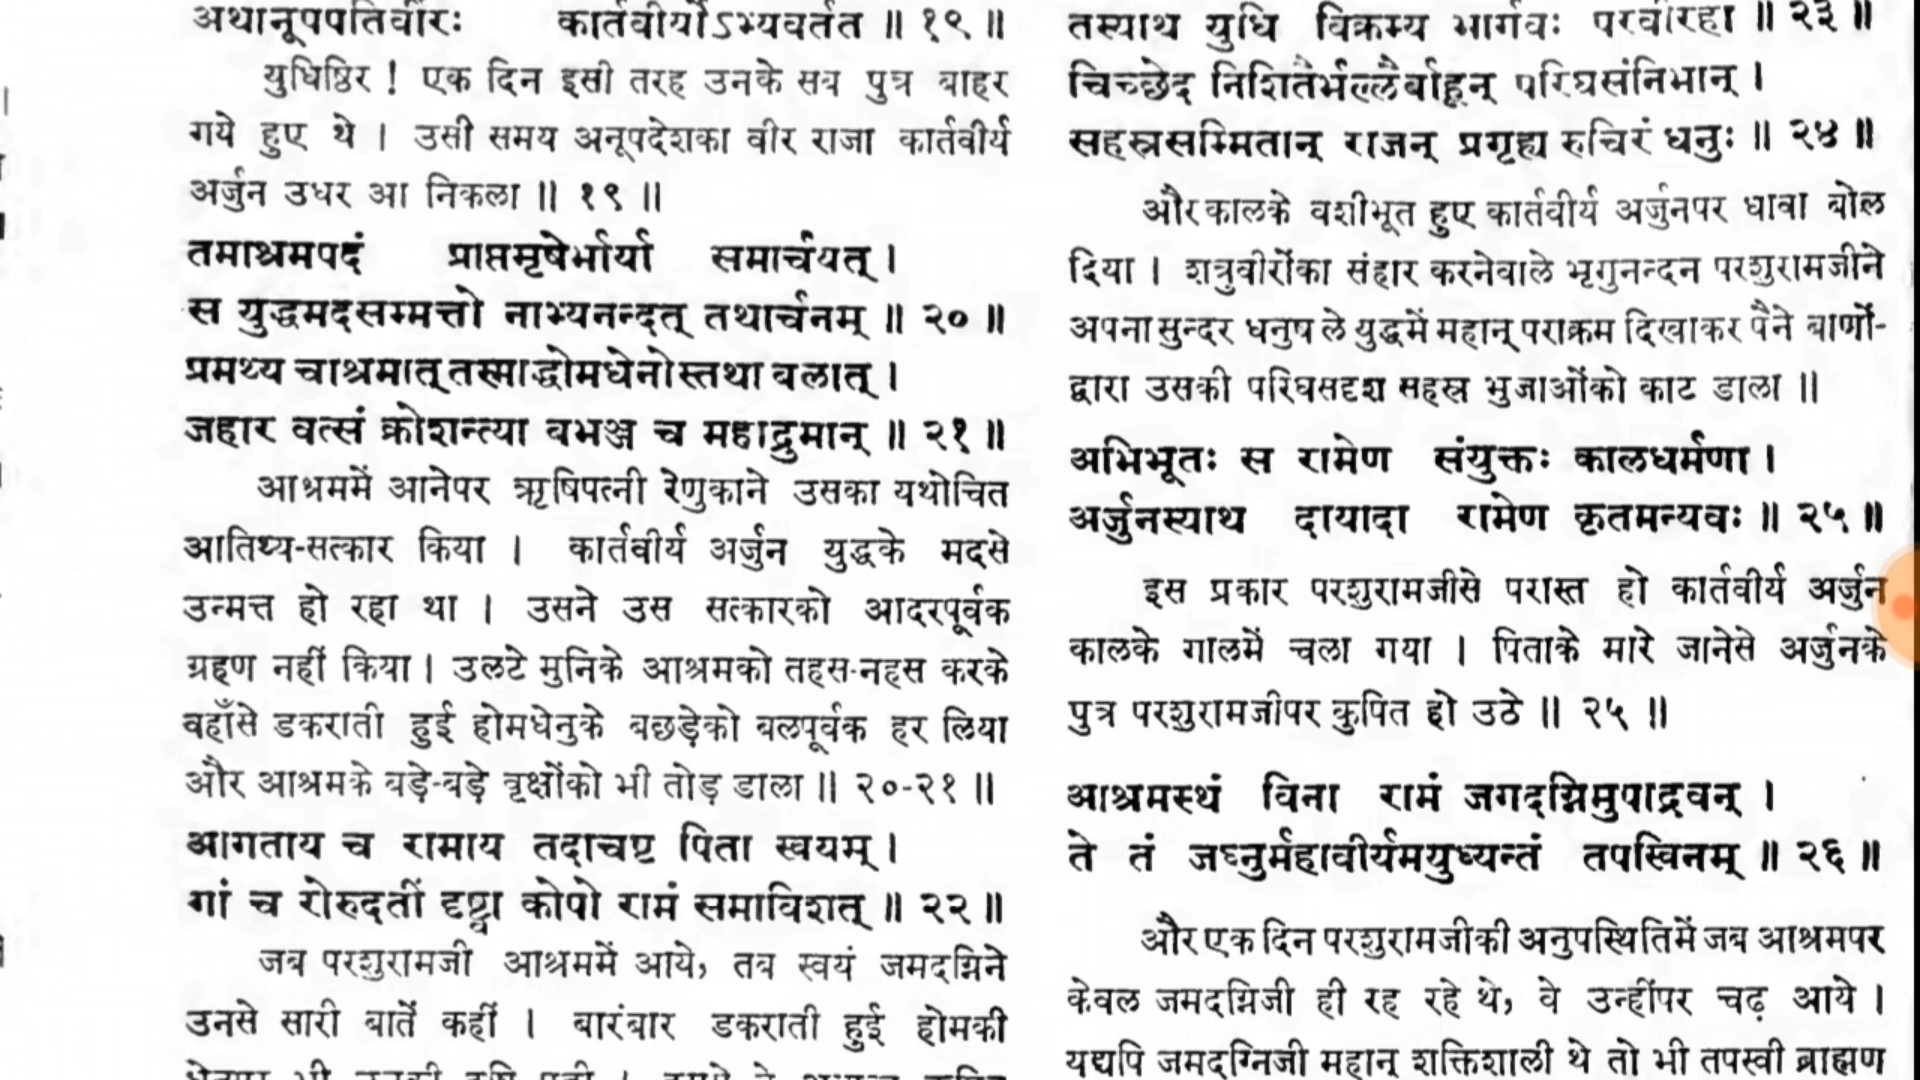 अथानूपपतिर्वीरः कार्तवीर्योऽभ्यवर्तत ॥ १९ ॥
युधिष्ठिर ! एक दिन इसी तरह उनके सब पुत्र बाहर
गये हुए थे । उसी समय अनूपदेशका वीर राजा कार्तवीर्य
अर्जुन उधर आ निकला ॥ १९ ॥
तमाश्रमपदं प्राप्तमृषेर्भार्या समार्चयत् ।
स युद्धमदसम्मत्तो नाभ्यनन्दत् तथार्चनम् ॥ २० ॥
प्रमथ्य चाश्रमात् तस्माद्धोमधेनोस्तथा बलात् ।
जहार वत्सं क्रोशन्त्या बभञ्ज च महाद्रुमान् ॥ २१ ॥
आश्रममें आनेपर ऋषिपत्नी रेणुकाने उसका यथोचित
आतिथ्य-सत्कार किया । कार्तवीर्य अर्जुन युद्धके मदसे
उन्मत्त हो रहा था । उसने उस सत्कारको आदरपूर्वक
ग्रहण नहीं किया । उलटे मुनिके आश्रमको तहस-नहस करके
वहाँसे डकराती हुई होमधेनुके बछड़ेको बलपूर्वक हर लिया
और आश्रमके बड़े-बड़े वृक्षोंको भी तोड़ डाला ॥ २०-२१ ॥
आगताय च रामाय तदाचष्ट पिता स्वयम् ।
गां च रोरुदतीं दृष्ट्वा कोपो रामं समाविशत् ॥ २२ ॥
जब परशुरामजी आश्रममें आये, तब स्वयं जमदग्निने
उनसे सारी बातें कहीं । बारंबार डकराती हुई होमकी
तस्याथ युधि विक्रम्य भार्गवः परवीरहा ॥ २३ ॥
चिच्छेद निशितैर्भल्लैर्बाहून् परिघसंनिभान् ।
सहस्रसम्मितान् राजन् प्रगृह्य रुचिरं धनुः ॥ २४ ॥
और कालके वशीभूत हुए कार्तवीर्य अर्जुनपर धावा बोल
दिया । शत्रुवीरोंका संहार करनेवाले भृगुनन्दन परशुरामजीने
अपना सुन्दर धनुष ले युद्धमें महान् पराक्रम दिखाकर पैने बाणों-
द्वारा उसकी परिघसदृश सहस्र भुजाओंको काट डाला ॥
अभिभूतः स रामेण संयुक्तः कालधर्मणा ।
अर्जुनस्याथ दायादा रामेण कृतमन्यवः ॥ २५ ॥
इस प्रकार परशुरामजीसे परास्त हो कार्तवीर्य अर्जुन
कालके गालमें चला गया । पिताके मारे जानेसे अर्जुनके
पुत्र परशुरामजीपर कुपित हो उठे ॥ २५ ॥
आश्रमस्थं विना रामं जमदग्निमुपाद्रवन् ।
ते तं जघ्नुर्महावीर्यमयुध्यन्तं तपस्विनम् ॥ २६ ॥
और एक दिन परशुरामजीकी अनुपस्थितिमें जब आश्रमपर
केवल जमदग्निजी ही रह रहे थे, वे उन्हींपर चढ़ आये ।
यद्यपि जमदग्निजी महान् शक्तिशाली थे तो भी तपस्वी ब्राह्मण